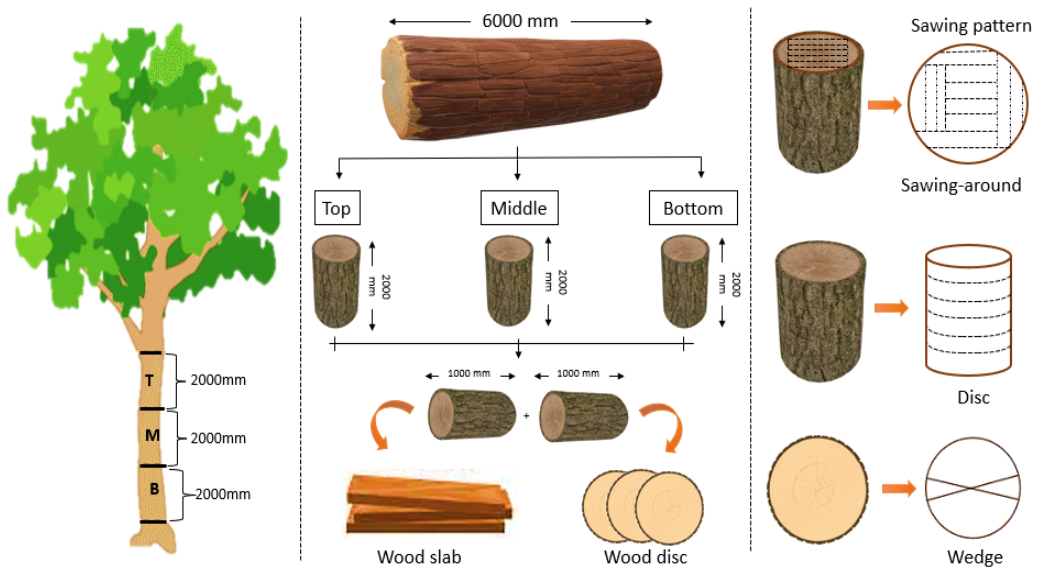 T
2000mm
M
2000mm
B
2000mm
6000 mm
Top
Middle
Bottom
2000
mm
2000
mm
2000
mm
1000 mm
1000 mm
+
Wood slab
Wood disc
Sawing pattern
Sawing-around
Disc
Wedge